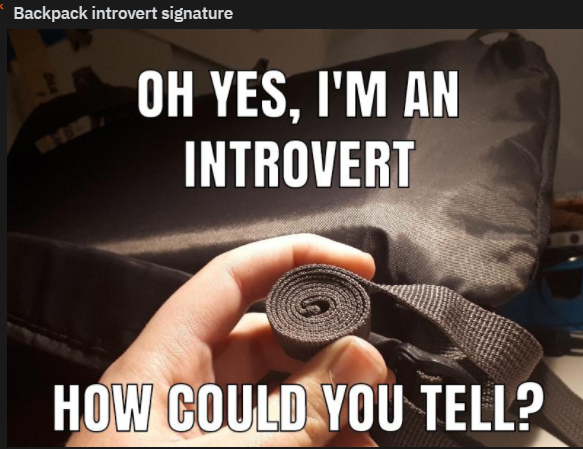 Backpack introvert signature
OH YES, I'M AN
INTROVERT
HOW COULD YOU TELL?